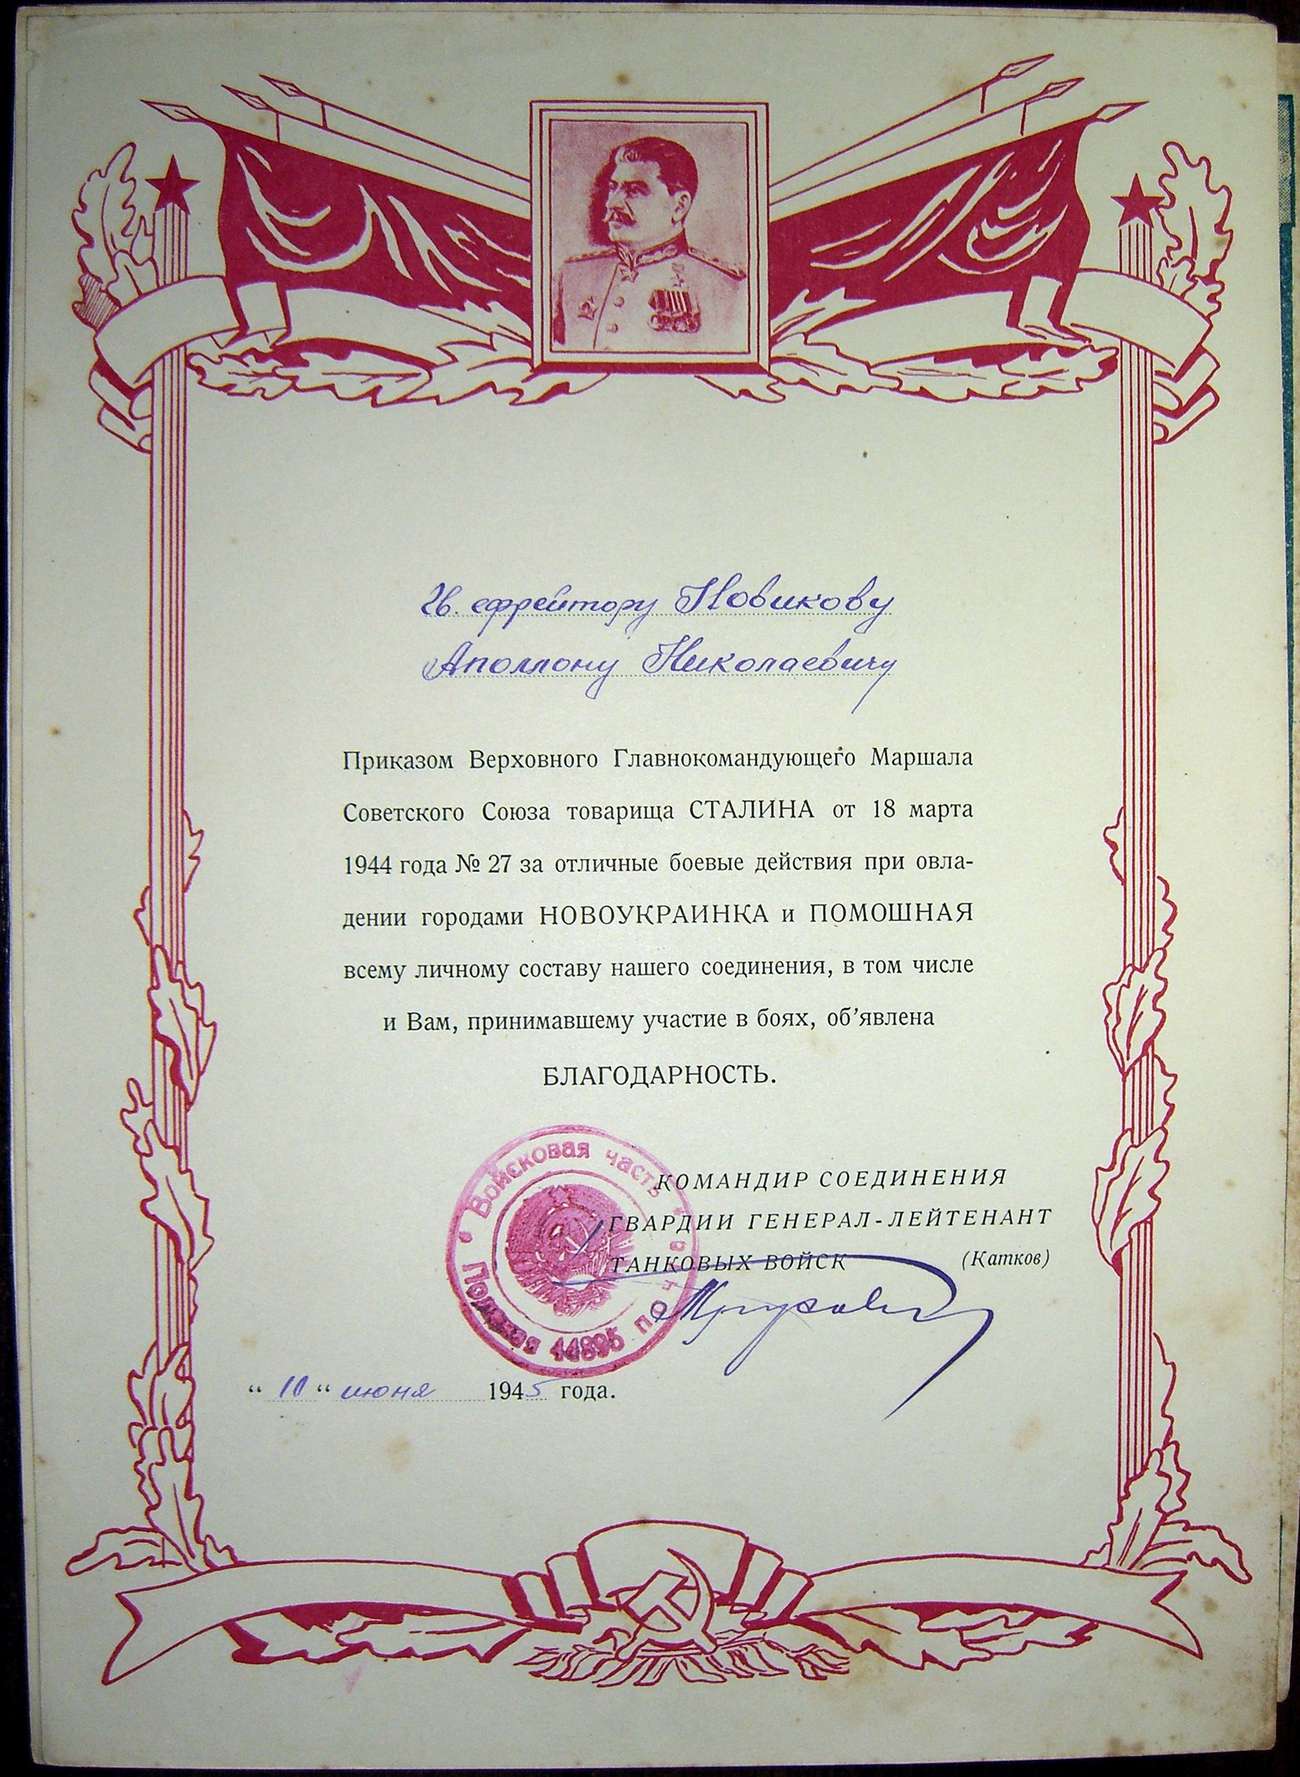 Гв. ефрейтору Новикову
Аполлону Николаевичу
Приказом Верховного Главнокомандующего Маршала
Советского Союза товарища СТАЛИНА от 18 марта
1944 года № 27 за отличные боевые действия при овла-
дении городами НОВОУКРАИНКА и ПОМОШНАЯ
всему личному составу нашего соединения, в том числе
и Вам, принимавшему участие в боях, об'явлена
БЛАГОДАРНОСТЬ.
Войсковая часть
Полевая почта 44895
КОМАНДИР СОЕДИНЕНИЯ
ГВАРДИИ ГЕНЕРАЛ-ЛЕЙТЕНАНТ
ТАНКОВЫХ ВОЙСК (Катков)
„10“ июня 1945 года.